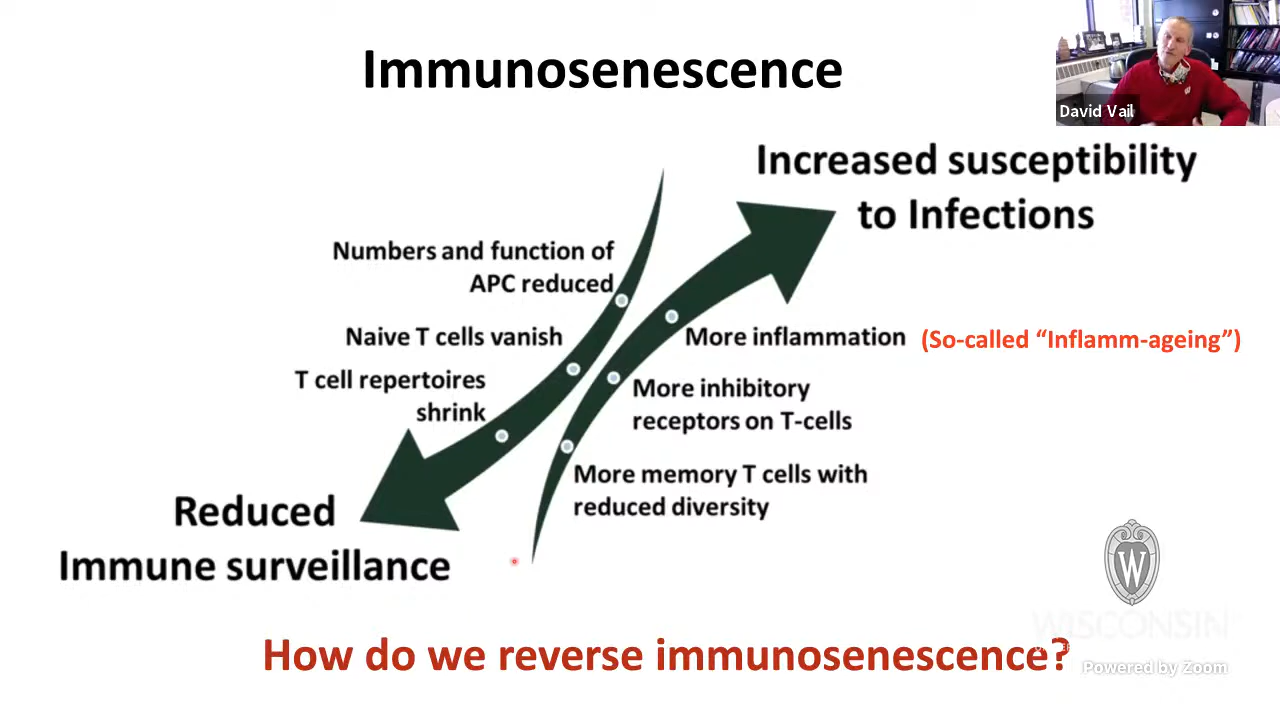 Immunosenescence
David Vail
Increased susceptibility
to Infections
Numbers and function of
APC reduced
Naive T cells vanish
More inflammation (So-called “Inflamm-ageing”)
T cell repertoires
shrink
More inhibitory
receptors on T-cells
More memory T cells with
reduced diversity
Reduced
Immune surveillance
W
WISCONSIN
How do we reverse immunosenescence?
Powered by Zoom